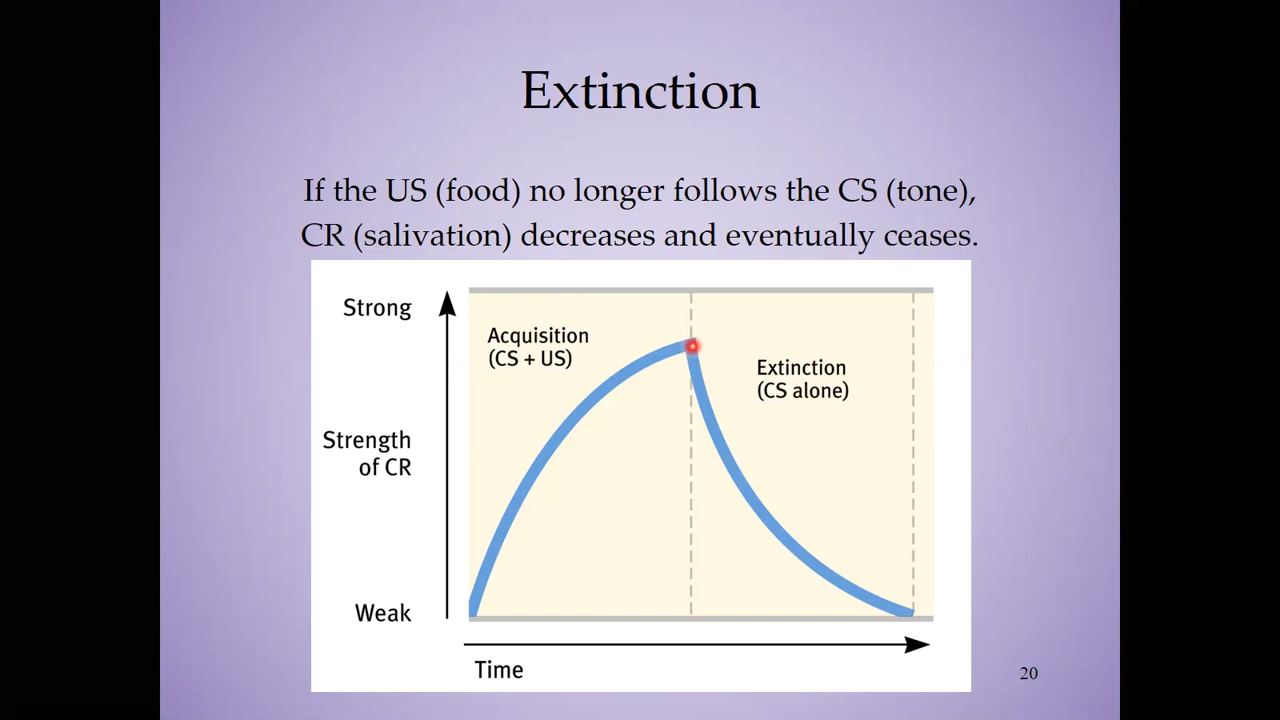 Extinction
If the US (food) no longer follows the CS (tone),
CR (salivation) decreases and eventually ceases.
Strong
Acquisition
(CS + US)
Extinction
(CS alone)
Strength
of CR
Weak
Time
20